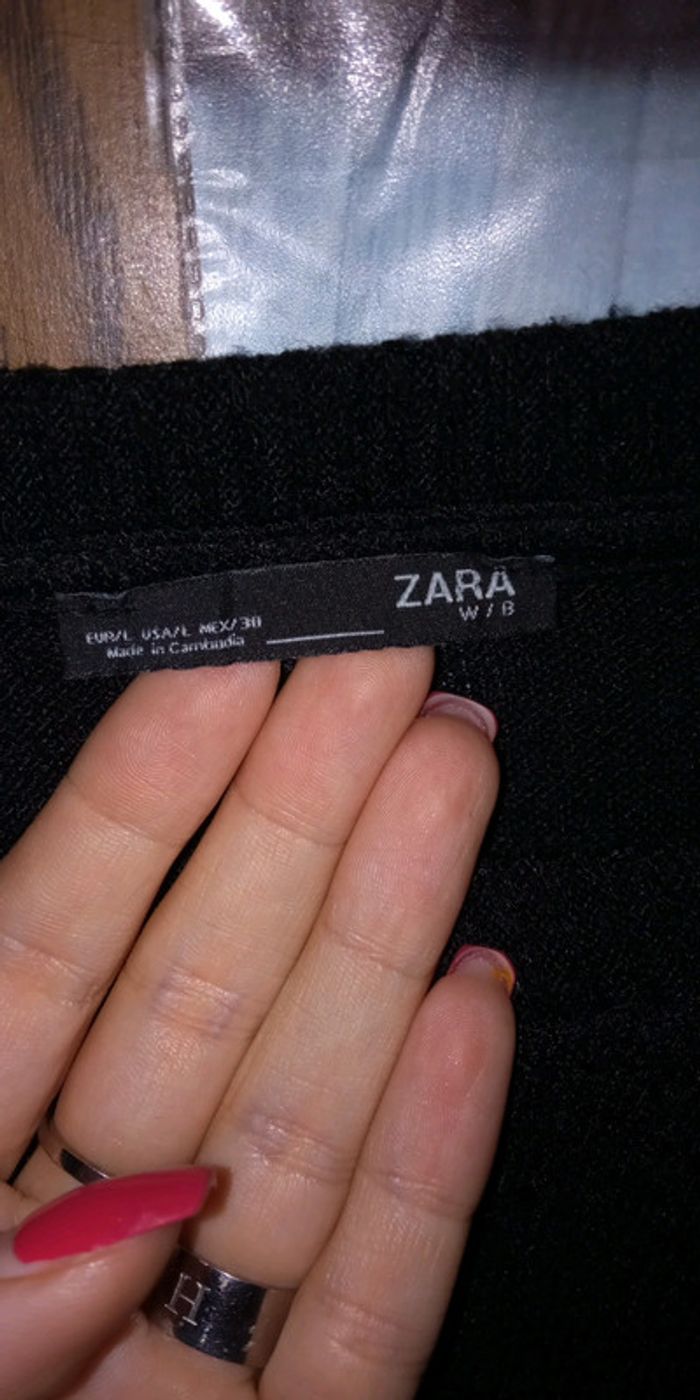 ZARA
W/B
EUR/L USA/L MEX/30
Made in Cambodia
H